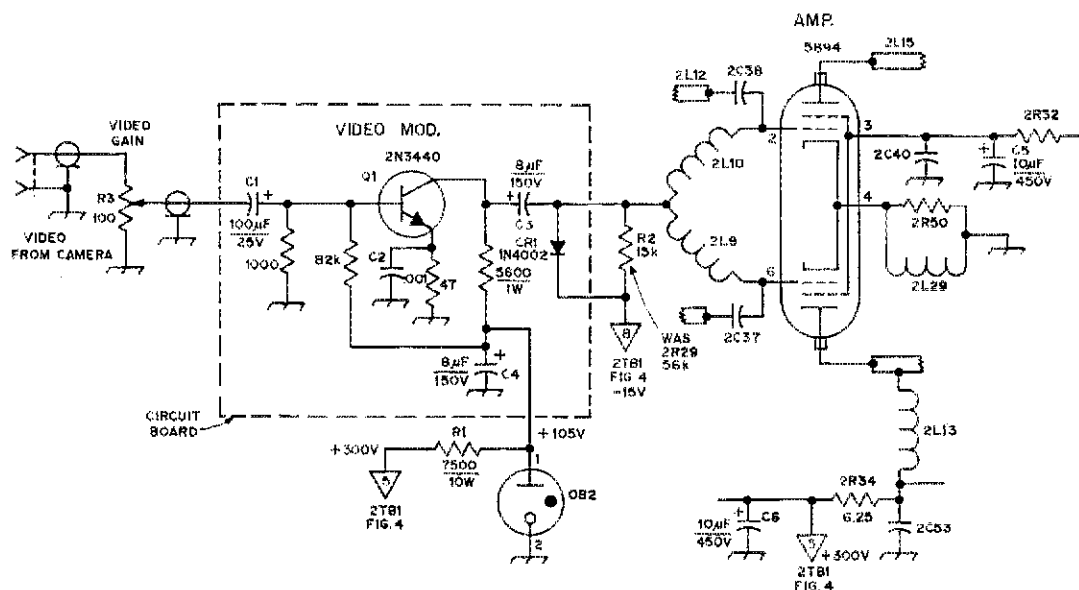 AMP.
5894
2L15
2C38
2L12
VIDEO
GAIN
VIDEO MOD.
2N3440
Q1
8µF
150V
C3
2L10
2
3
2R32
2C40
C5
10µF
450V
R3
100
C1
100µF
25V
VIDEO
FROM CAMERA
1000
82k
C2
.001
47
5600
1W
CR1
1N4002
R2
15k
2L9
4
2R50
2L29
6
2C37
WAS
2R29
56k
8
2TB1
FIG. 4
-15V
8µF
150V
C4
CIRCUIT
BOARD
+105V
R1
7500
10W
+300V
5
2TB1
FIG. 4
1
OB2
2
2L13
2R34
6.25
2C53
10µF
450V
C6
5
+300V
2TB1
FIG. 4